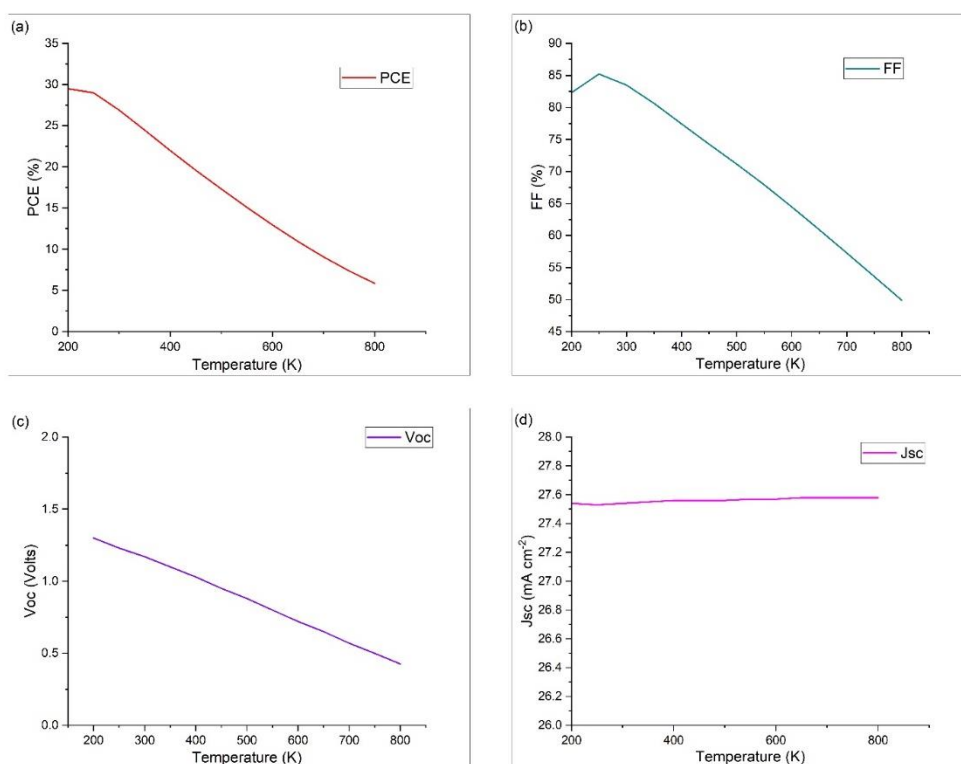 (a)
PCE
35
30
25
20
15
10
5
0
PCE (%)
200 400 600 800
Temperature (K)
(b)
FF
90
85
80
75
70
65
60
55
50
45
FF (%)
200 300 400 500 600 700 800
Temperature (K)
(c)
Voc
2.0
1.5
1.0
0.5
0.0
Voc (Volts)
200 300 400 500 600 700 800
Temperature (K)
(d)
Jsc
28.0
27.8
27.6
27.4
27.2
27.0
26.8
26.6
26.4
26.2
26.0
Jsc (mA cm⁻²)
200 400 600 800
Temperature (K)